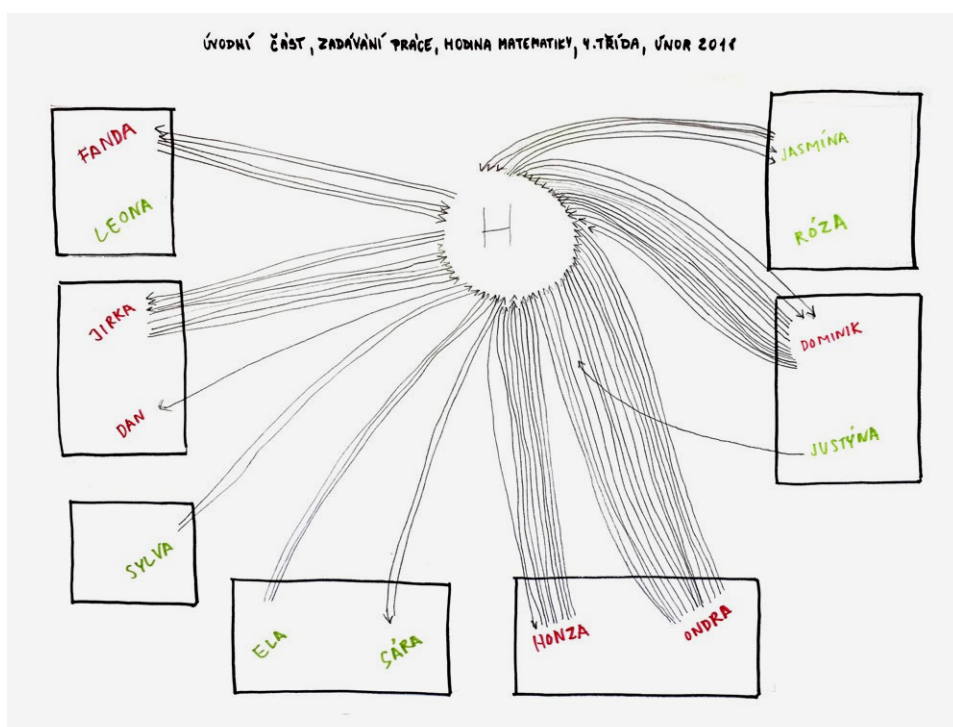 ÚVODNÍ ČÁST, ZADÁVÁNÍ PRÁCE, HODINA MATEMATIKY, 4.TŘÍDA, ÚNOR 2018
FANDA
LEONA
JIRKA
DAN
SYLVA
ELA
SÁRA
HONZA
ONDRA
H
JASMÍNA
RÓZA
DOMINIK
JUSTÝNA